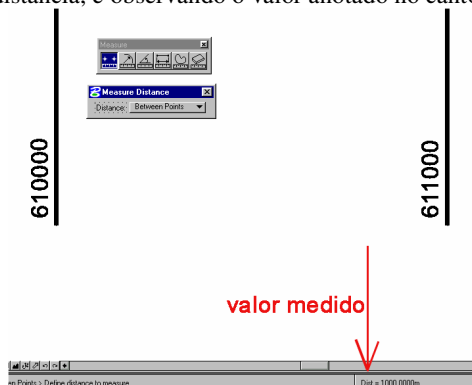 distância, e observando o valor anotado no canto
Measure
Measure Distance
Distance: Between Points
610000
611000
valor medido
en Points > Define distance to measure
Dist = 1000.0000m